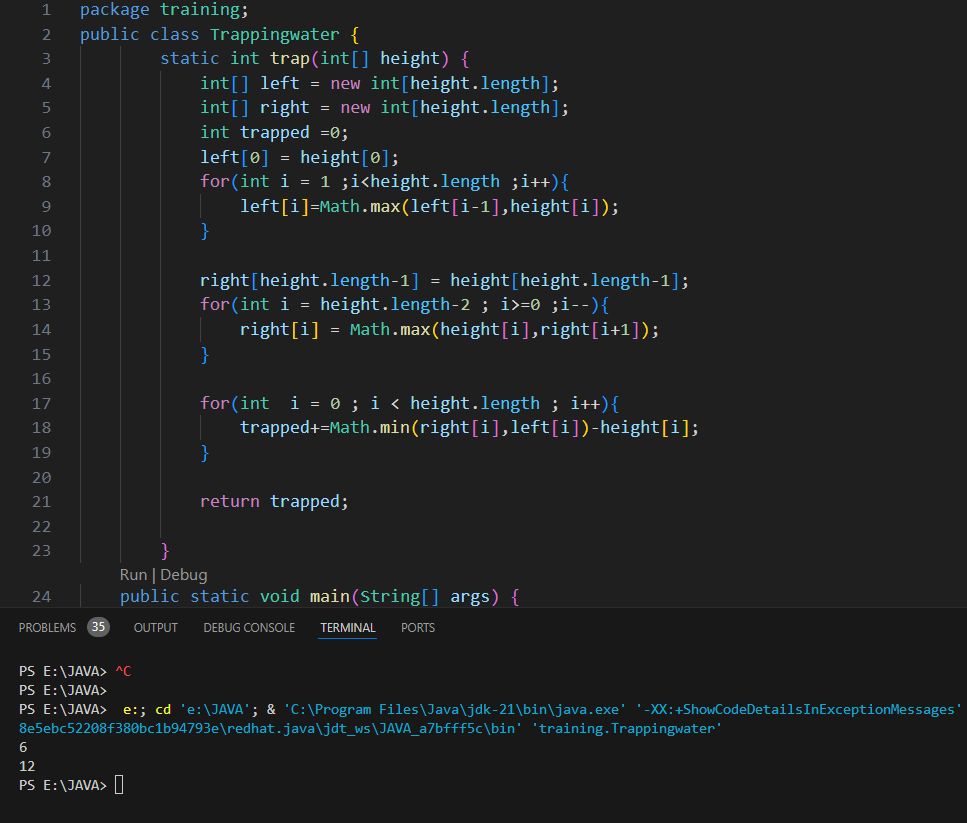 1 package training;
2 public class Trappingwater {
3 static int trap(int[] height) {
4 int[] left = new int[height.length];
5 int[] right = new int[height.length];
6 int trapped =0;
7 left[0] = height[0];
8 for(int i = 1 ;i<height.length ;i++){
9 left[i]=Math.max(left[i-1],height[i]);
10 }
11
12 right[height.length-1] = height[height.length-1];
13 for(int i = height.length-2 ; i>=0 ;i--){
14 right[i] = Math.max(height[i],right[i+1]);
15 }
16
17 for(int  i = 0 ; i < height.length ; i++){
18 trapped+=Math.min(right[i],left[i])-height[i];
19 }
20
21 return trapped;
22
23 }
Run | Debug
24 public static void main(String[] args) {
PROBLEMS 35 OUTPUT DEBUG CONSOLE TERMINAL PORTS
PS E:\JAVA> ^C
PS E:\JAVA>
PS E:\JAVA>  e:; cd 'e:\JAVA'; & 'C:\Program Files\Java\jdk-21\bin\java.exe' '-XX:+ShowCodeDetailsInExceptionMessages'
8e5ebc52208f380bc1b94793e\redhat.java\jdt_ws\JAVA_a7bfff5c\bin' 'training.Trappingwater'
6
12
PS E:\JAVA>